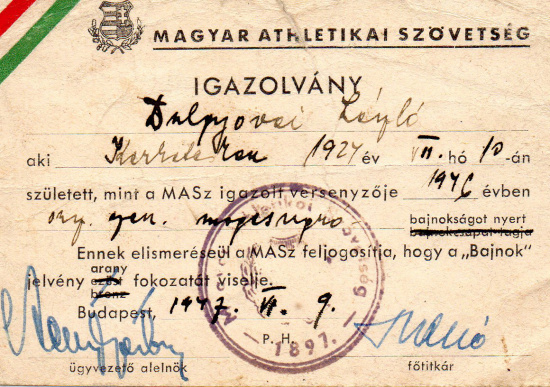 MAGYAR ATHLETIKAI SZÖVETSÉG
IGAZOLVÁNY
László
aki 1927 év VII. hó 10-án
született, mint a MASz igazolt versenyzője 1946 évben
magasugró bajnokságot nyert
bajnokcsapat tagja
Ennek elismeréséül a MASz feljogosítja, hogy a „Bajnok"
arany
jelvény ezüst fokozatát viselje.
bronz
Budapest, 1947. VI. 9.
P. H.
1897.
ügyvezető alelnök főtitkár